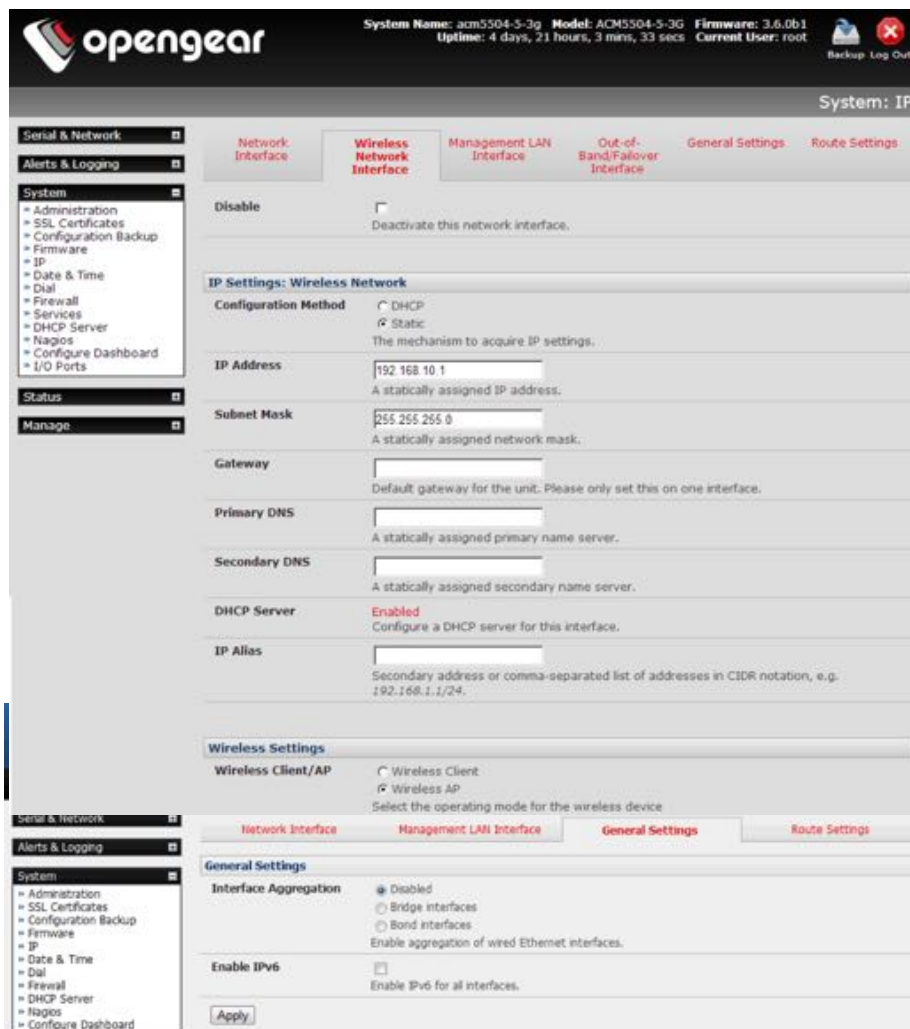 opengear
System Name: acm5504-5-3g Model: ACM5504-5-3G Firmware: 3.6.0b1
Uptime: 4 days, 21 hours, 3 mins, 33 secs Current User: root
Backup Log Out
System: IP
Serial & Network
Alerts & Logging
System
Administration
SSL Certificates
Configuration Backup
Firmware
IP
Date & Time
Dial
Firewall
Services
DHCP Server
Nagios
Configure Dashboard
I/O Ports
Status
Manage
Network Interface
Wireless Network Interface
Management LAN Interface
Out-of-Band/Failover Interface
General Settings
Route Settings
Disable
Deactivate this network interface.
IP Settings: Wireless Network
Configuration Method
DHCP
Static
The mechanism to acquire IP settings.
IP Address
192.168.10.1
A statically assigned IP address.
Subnet Mask
255.255.255.0
A statically assigned network mask.
Gateway
Default gateway for the unit. Please only set this on one interface.
Primary DNS
A statically assigned primary name server.
Secondary DNS
A statically assigned secondary name server.
DHCP Server
Enabled
Configure a DHCP server for this interface.
IP Alias
Secondary address or comma-separated list of addresses in CIDR notation, e.g.
192.168.1.1/24.
Wireless Settings
Wireless Client/AP
Wireless Client
Wireless AP
Select the operating mode for the wireless device
Serial & Network
Alerts & Logging
System
Administration
SSL Certificates
Configuration Backup
Firmware
IP
Date & Time
Dial
Firewall
DHCP Server
Nagios
Configure Dashboard
Network Interface
Management LAN Interface
General Settings
Route Settings
General Settings
Interface Aggregation
Disabled
Bridge interfaces
Bond interfaces
Enable aggregation of wired Ethernet interfaces.
Enable IPv6
Enable IPv6 for all interfaces.
Apply